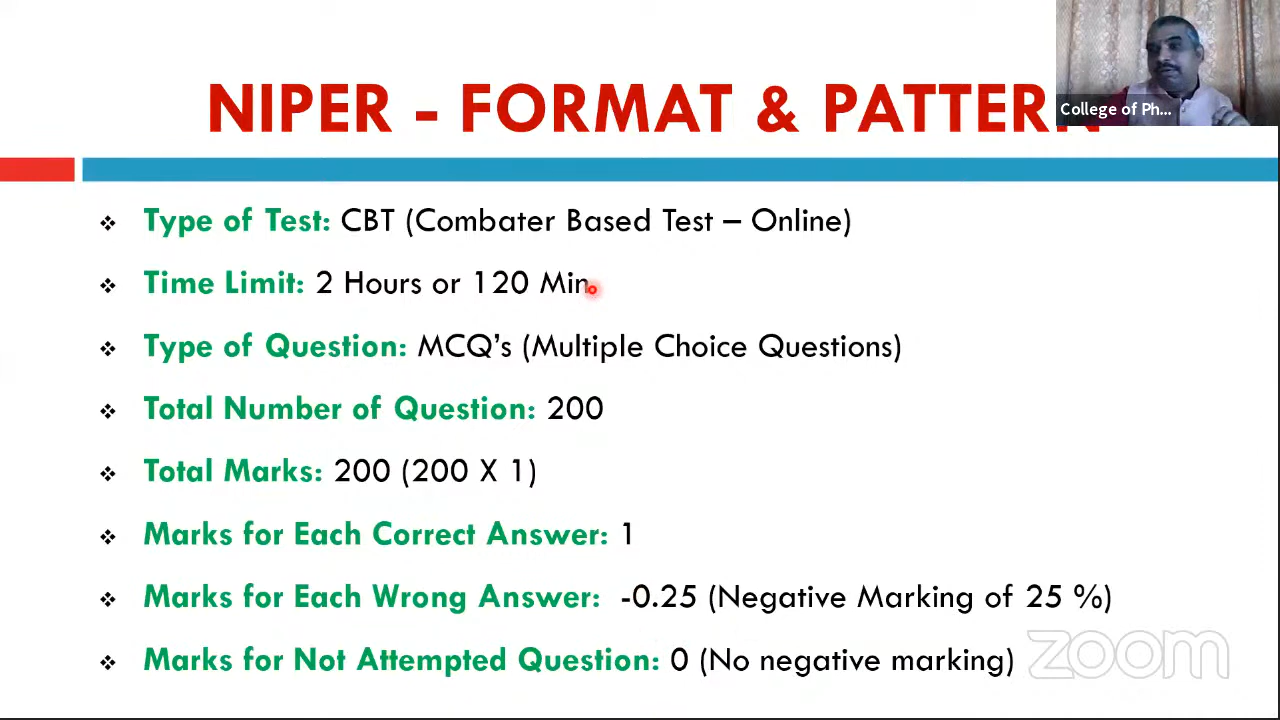 NIPER - FORMAT & PATTERN
College of Ph...
❖ Type of Test: CBT (Combater Based Test – Online)
❖ Time Limit: 2 Hours or 120 Min.
❖ Type of Question: MCQ's (Multiple Choice Questions)
❖ Total Number of Question: 200
❖ Total Marks: 200 (200 X 1)
❖ Marks for Each Correct Answer: 1
❖ Marks for Each Wrong Answer: -0.25 (Negative Marking of 25 %)
❖ Marks for Not Attempted Question: 0 (No negative marking)
zoom